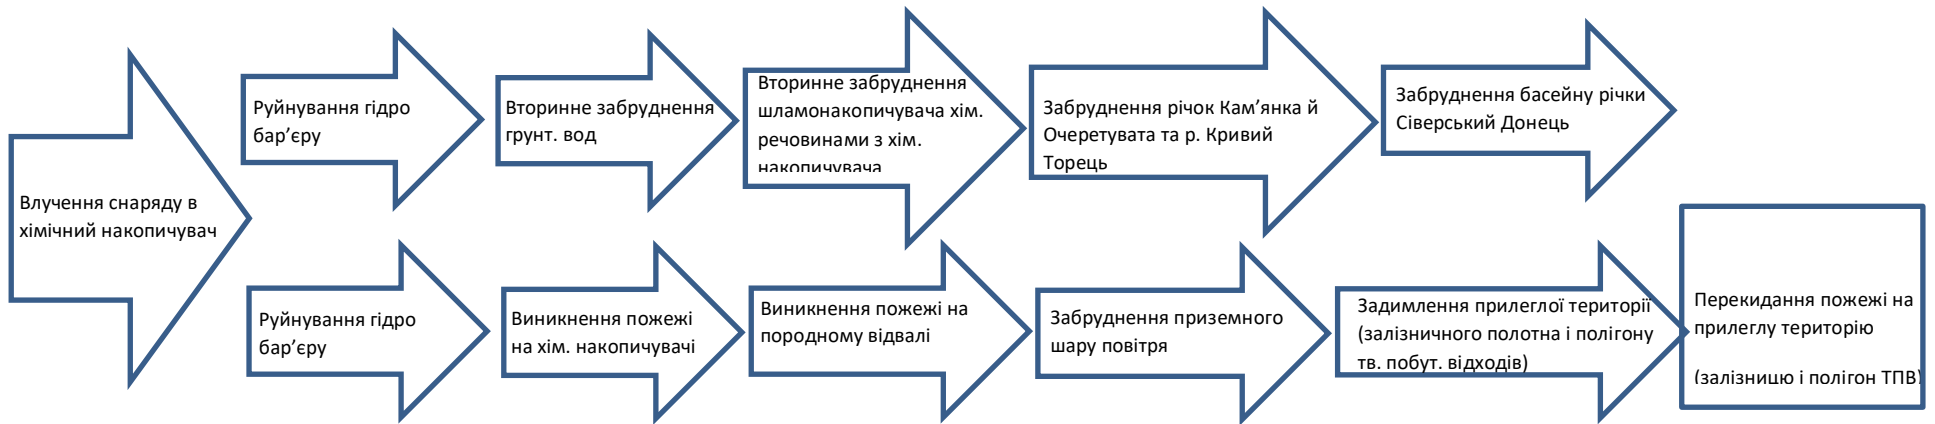 Влучення снаряду в
хімічний накопичувач
Руйнування гідро
бар’єру
Вторинне забруднення
грунт. вод
Вторинне забруднення
шламонакопичувача хім.
речовинами з хім.
накопичувача
Забруднення річок Кам’янка й
Очеретувата та р. Кривий
Торець
Забруднення басейну річки
Сіверський Донець
Руйнування гідро
бар’єру
Виникнення пожежі
на хім. накопичувачі
Виникнення пожежі на
породному відвалі
Забруднення приземного
шару повітря
Задимлення прилеглої території
(залізничного полотна і полігону
тв. побут. відходів)
Перекидання пожежі на
прилеглу територію
(залізницю і полігон ТПВ)